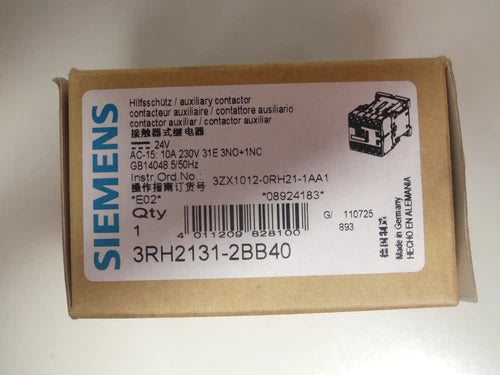 SIEMENS
Hilfsschütz / auxiliary contactor
contacteur auxiliaire / contattore ausiliario
contactor auxiliar / contactor auxiliar
接触器式继电器
24V
AC-15: 10A 230V 31E 3NO+1NC
GB14048.5/50Hz
Instr.Ord.No.: 3ZX1012-0RH21-1AA1
操作指南订货号
*E02* *08924183*
Qty
1
G/ 110725
893
4 011209 828100
3RH2131-2BB40
德国制造
Made in Germany
HECHO EN ALEMANIA